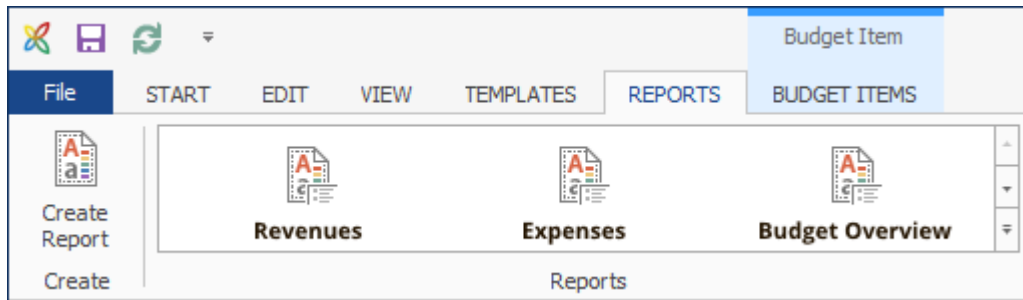 Budget Item
File START EDIT VIEW TEMPLATES REPORTS BUDGET ITEMS
Create
Report
Revenues Expenses Budget Overview
Create Reports